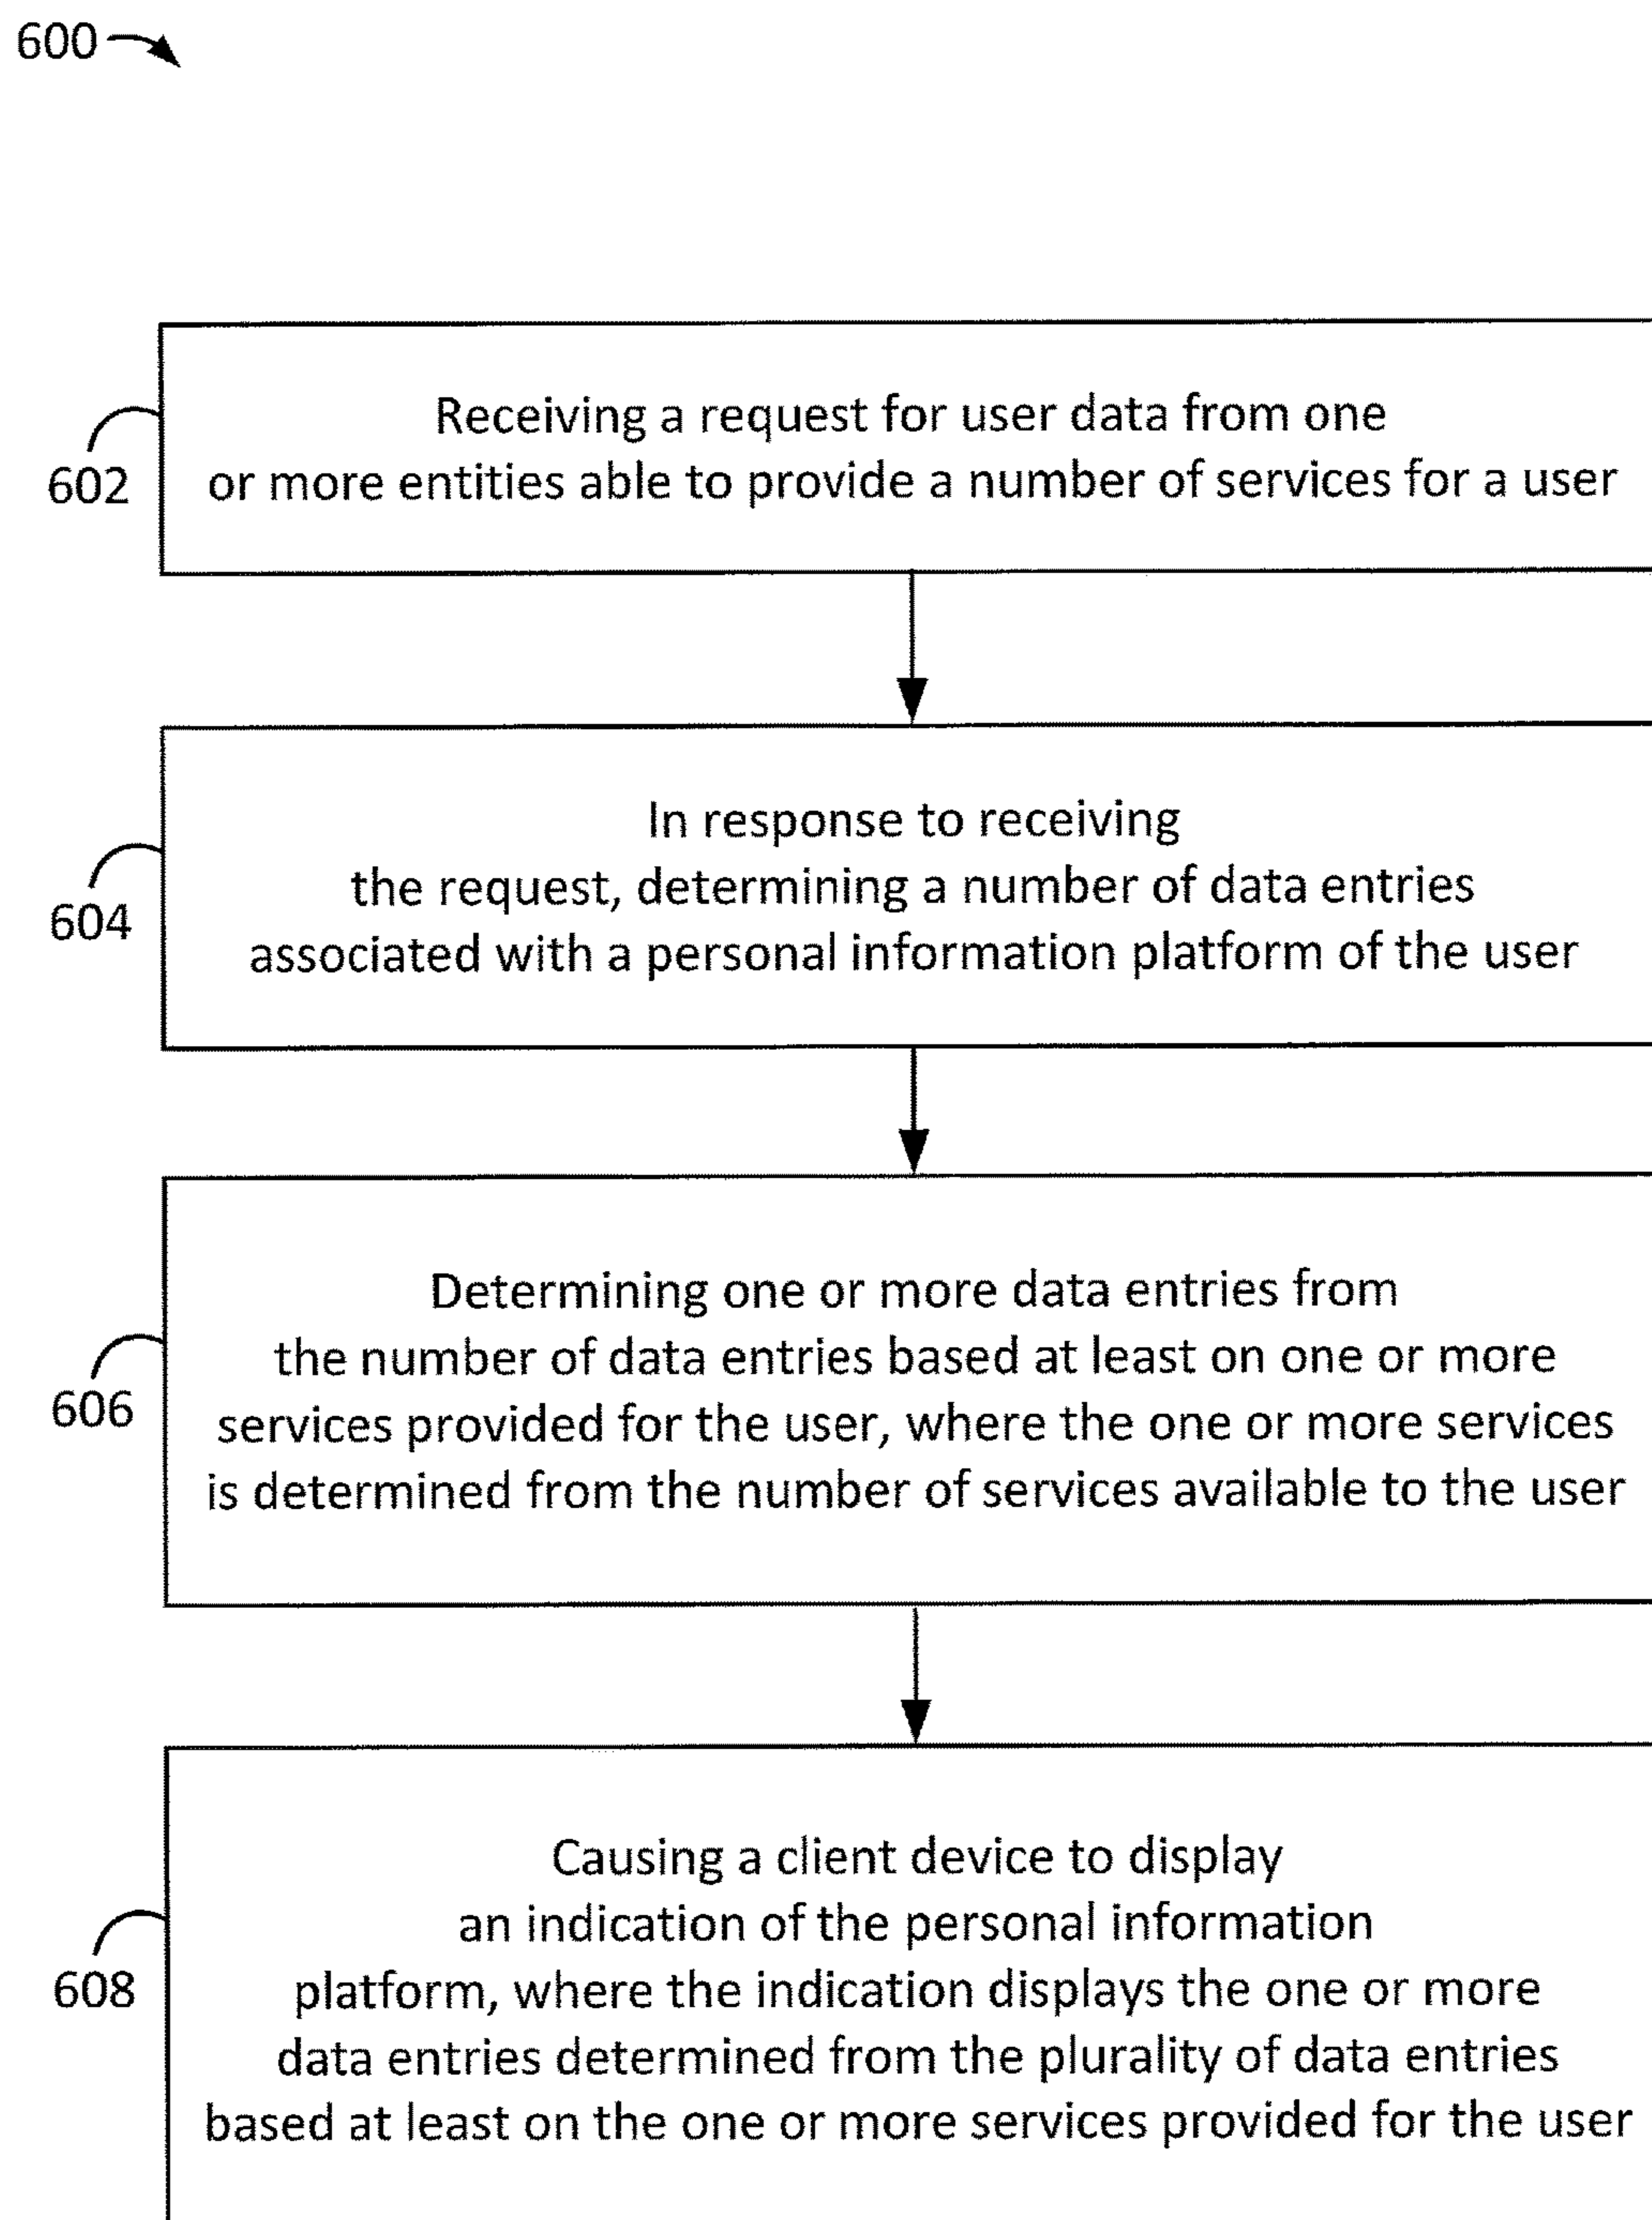 600
Receiving a request for user data from one
or more entities able to provide a number of services for a user
602
In response to receiving
the request, determining a number of data entries
associated with a personal information platform of the user
604
Determining one or more data entries from
the number of data entries based at least on one or more
services provided for the user, where the one or more services
is determined from the number of services available to the user
606
Causing a client device to display
an indication of the personal information
platform, where the indication displays the one or more
data entries determined from the plurality of data entries
based at least on the one or more services provided for the user
608